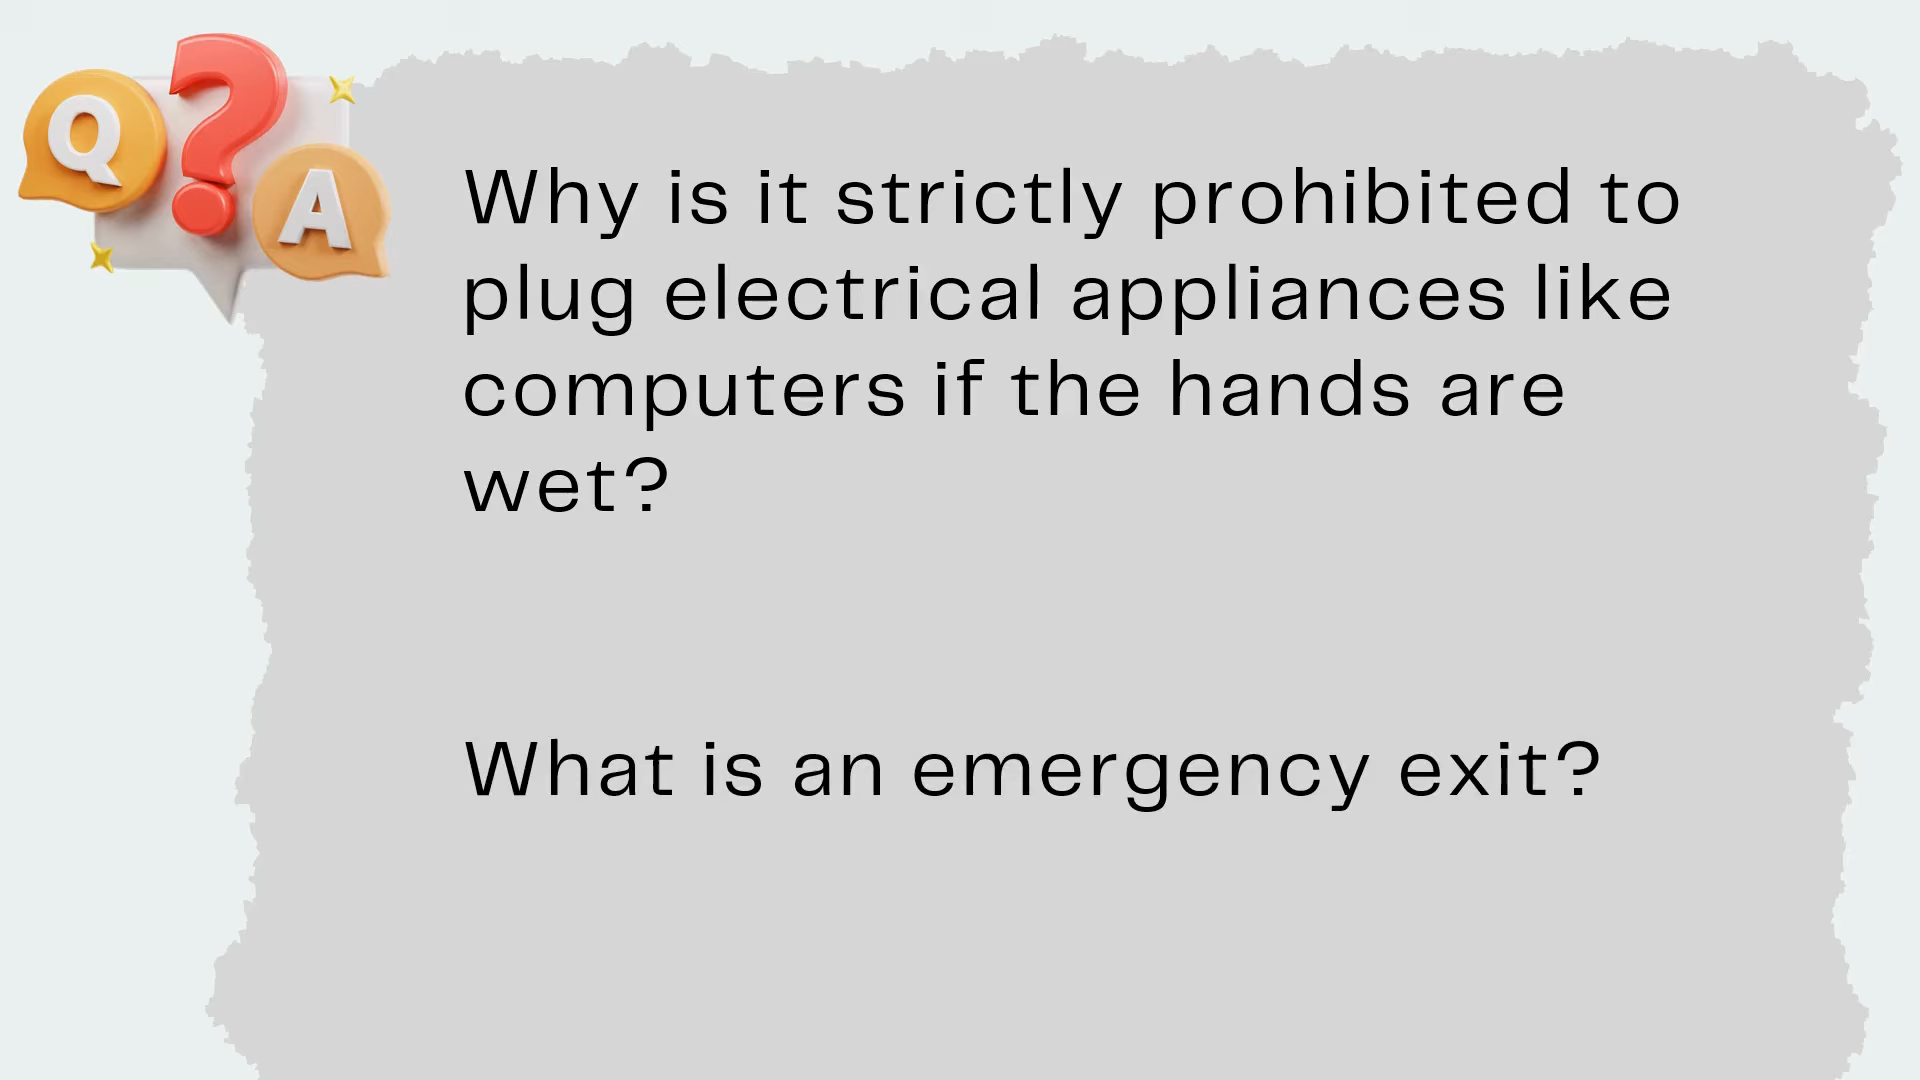 Q ? A
Why is it strictly prohibited to
plug electrical appliances like
computers if the hands are
wet?
What is an emergency exit?